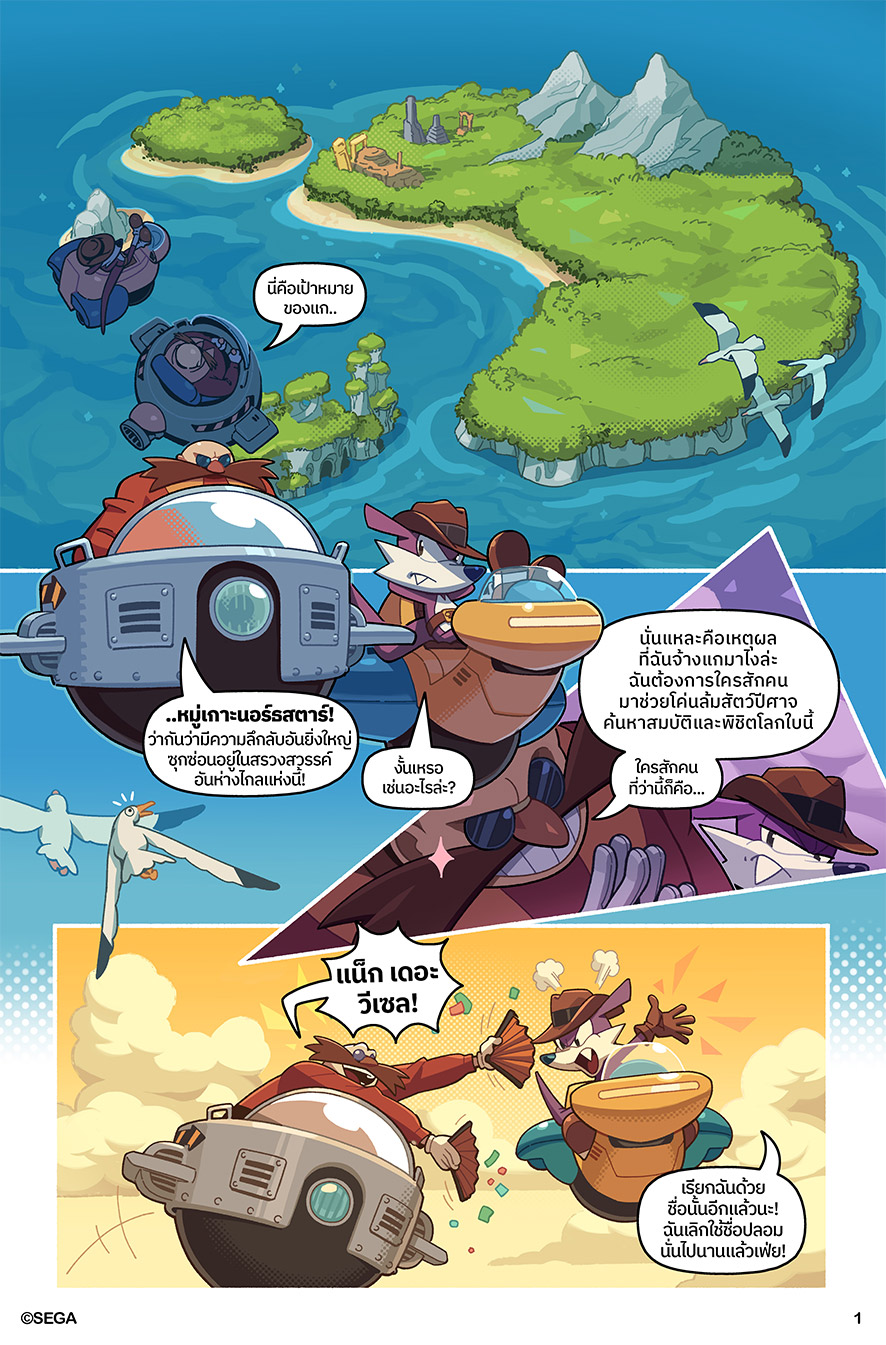 นี่คือเป้าหมาย
ของแก..
..หมู่เกาะนอร์ธสตาร์!
ว่ากันว่ามีความลึกลับอันยิ่งใหญ่
ซุกซ่อนอยู่ในสรวงสวรรค์
อันห่างไกลแห่งนี้!
งั้นเหรอ
เช่นอะไรล่ะ?
นั่นแหละคือเหตุผล
ที่ฉันจ้างแกมาไงล่ะ
ฉันต้องการใครสักคน
มาช่วยโค่นล้มสัตว์ปีศาจ
ค้นหาสมบัติและพิชิตโลกใบนี้
ใครสักคน
ที่ว่านี้ก็คือ...
แน็ก เดอะ
วีเซล!
เรียกฉันด้วย
ชื่อนั้นอีกแล้วนะ!
ฉันเลิกใช้ชื่อปลอม
นั่นไปนานแล้วเฟ่ย!
©SEGA
1